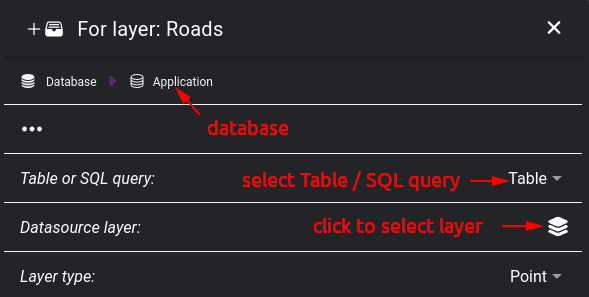 For layer: Roads
Database Application
database
Table or SQL query: select Table / SQL query Table
Datasource layer: click to select layer
Layer type: Point